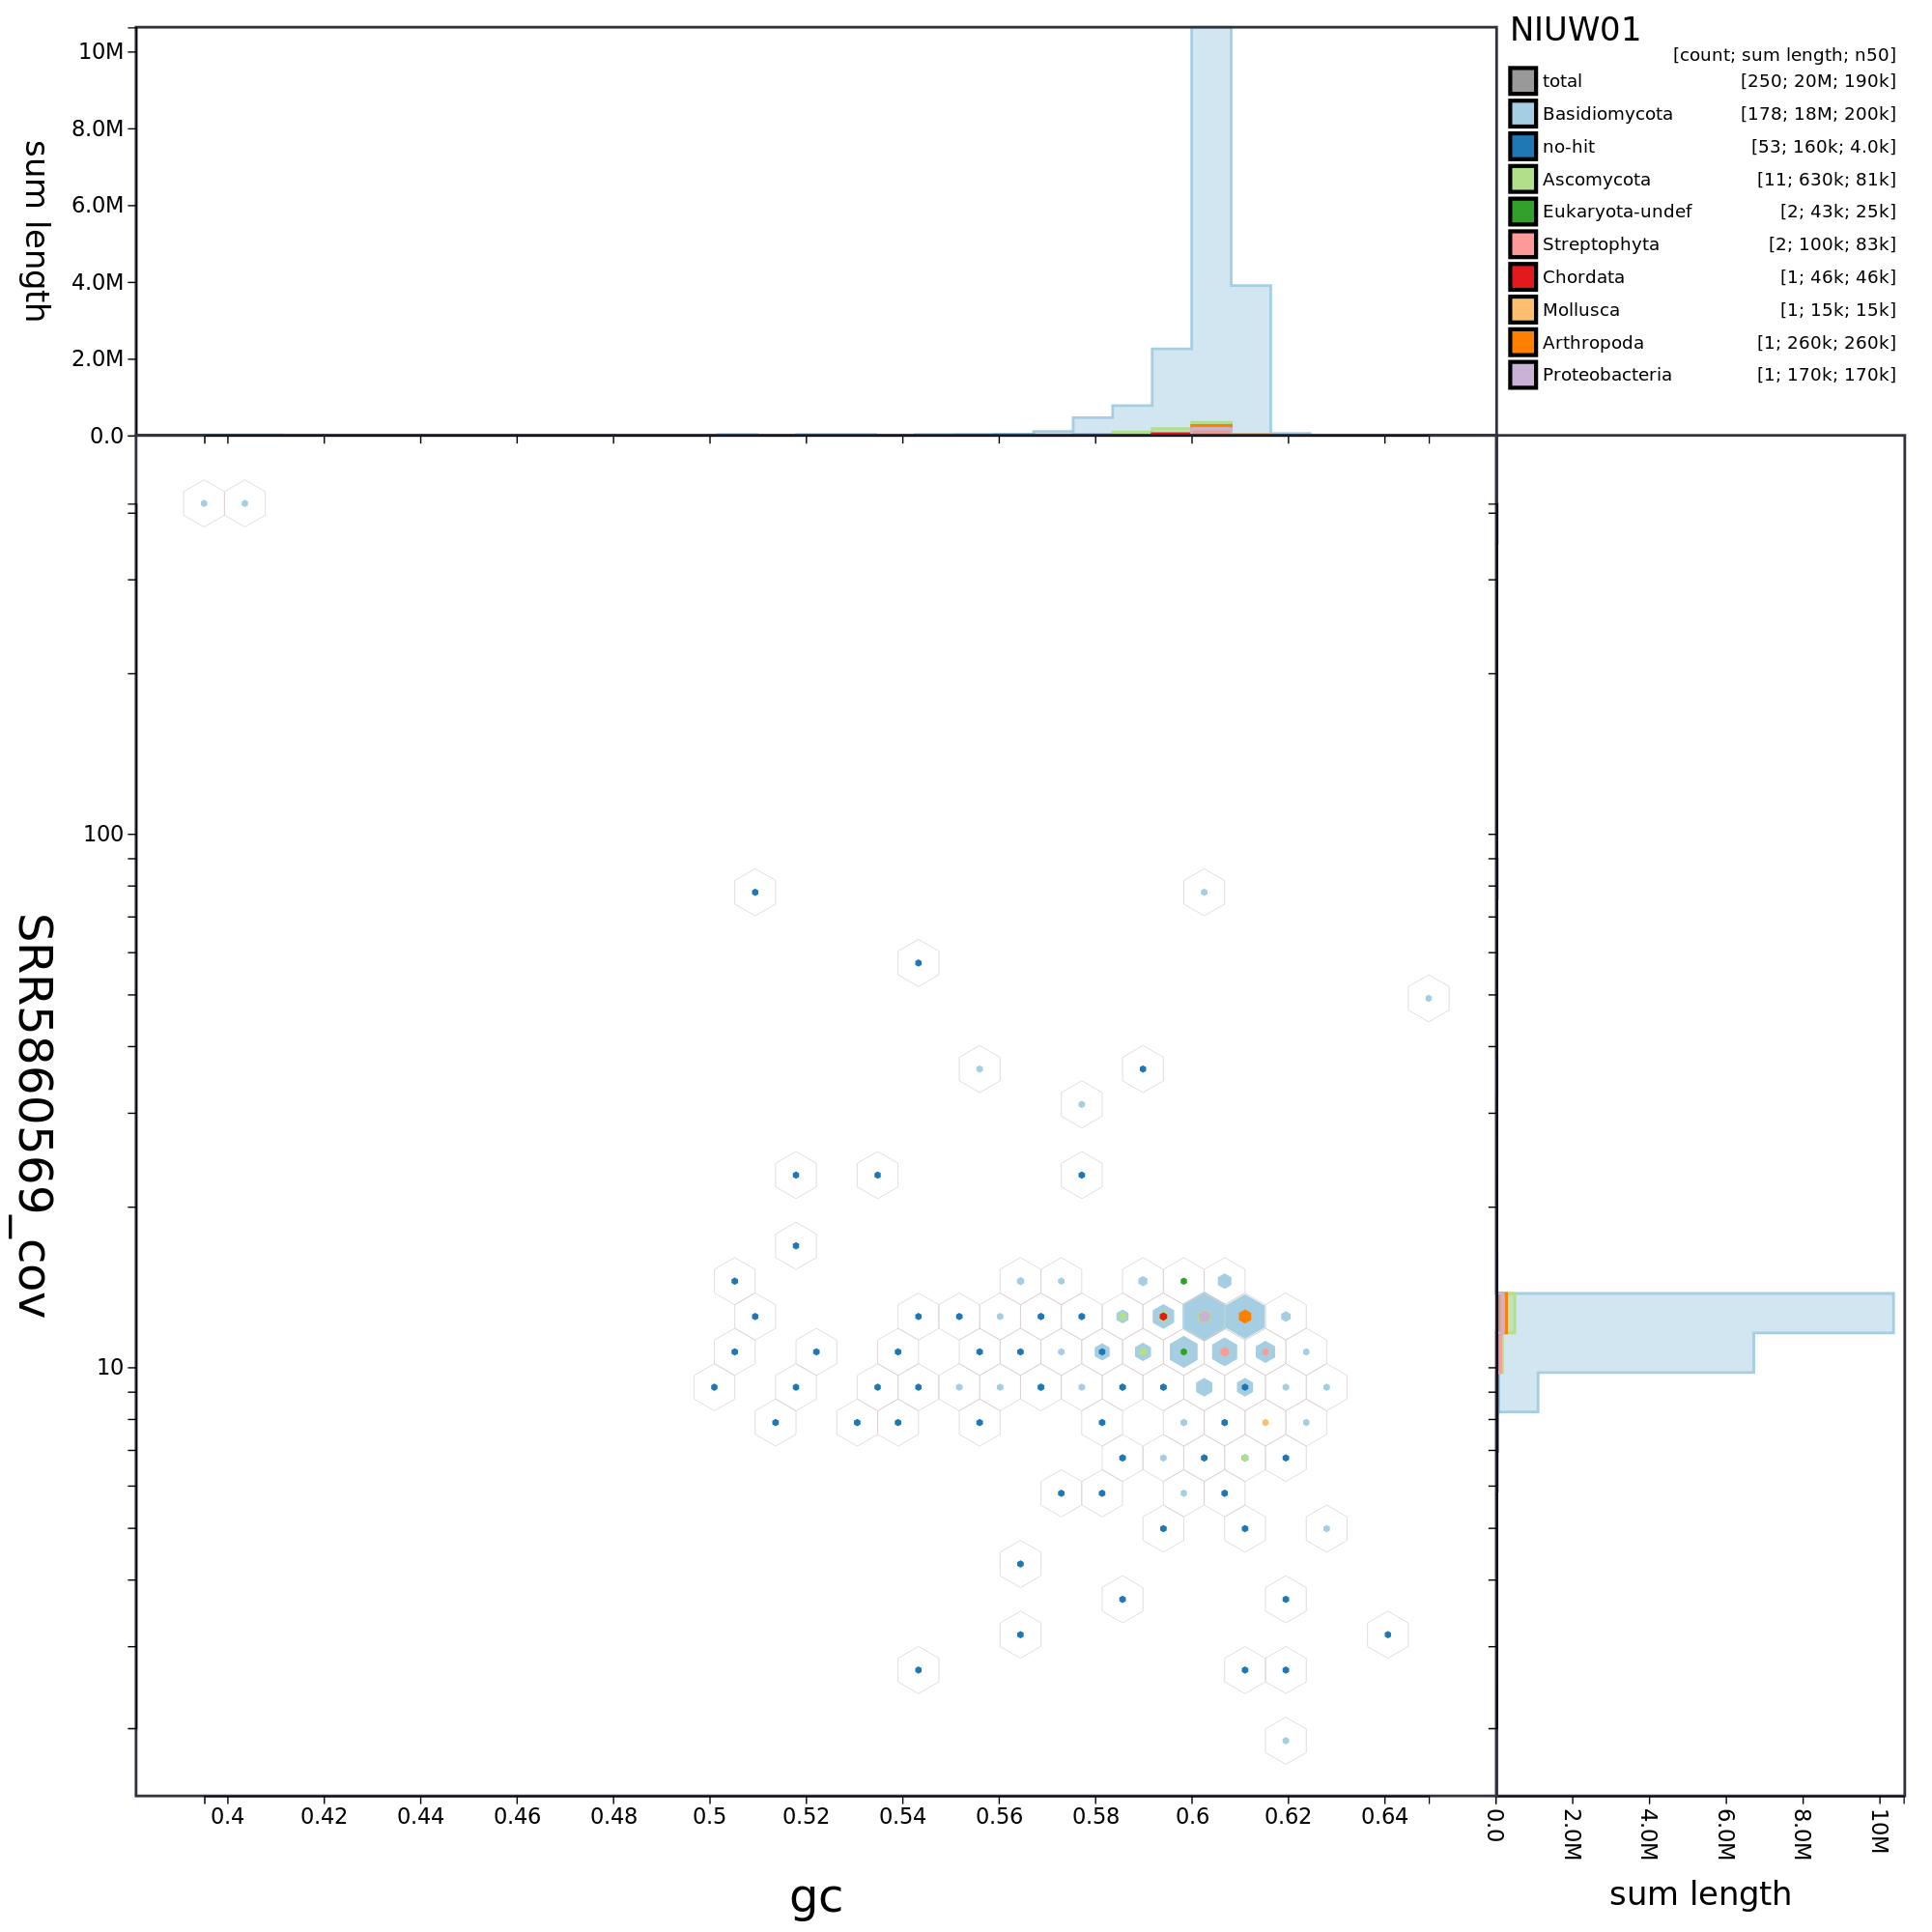 NIUW01
[count; sum length; n50]
total [250; 20M; 190k]
Basidiomycota [178; 18M; 200k]
no-hit [53; 160k; 4.0k]
Ascomycota [11; 630k; 81k]
Eukaryota-undef [2; 43k; 25k]
Streptophyta [2; 100k; 83k]
Chordata [1; 46k; 46k]
Mollusca [1; 15k; 15k]
Arthropoda [1; 260k; 260k]
Proteobacteria [1; 170k; 170k]
sum length
10M
8.0M
6.0M
4.0M
2.0M
0.0
SRR5860569_cov
100
10
0.4 0.42 0.44 0.46 0.48 0.5 0.52 0.54 0.56 0.58 0.6 0.62 0.64
gc
0.0 2.0M 4.0M 6.0M 8.0M 10M
sum length